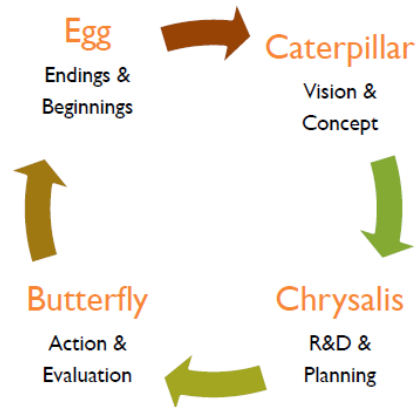 Egg
Endings &
Beginnings
Caterpillar
Vision &
Concept
Chrysalis
R&D &
Planning
Butterfly
Action &
Evaluation